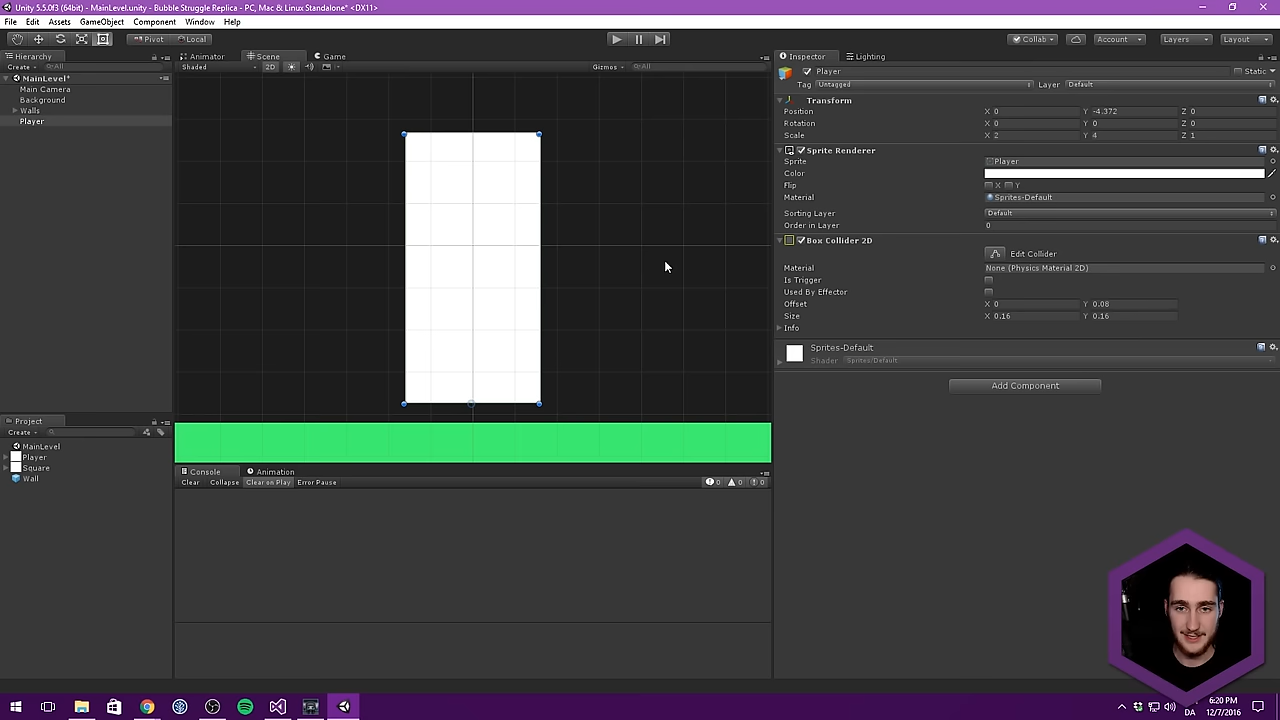 Unity 5.5.0f3 (64bit) - MainLevel.unity - Bubble Struggle Replica - PC, Mac & Linux Standalone* <DX11>
File Edit Assets GameObject Component Window Help
Pivot Local Collab Account Layers Layout
Hierarchy
Create All
MainLevel*
Main Camera
Background
Walls
Player
Animator Scene Game
Shaded 2D Gizmos All
Inspector Lighting
Player Static
Tag Untagged Layer Default
Transform
Position X 0 Y -4.372 Z 0
Rotation X 0 Y 0 Z 0
Scale X 2 Y 4 Z 1
Sprite Renderer
Sprite Player
Color
Flip X Y
Material Sprites-Default
Sorting Layer Default
Order in Layer 0
Box Collider 2D
Edit Collider
Material None (Physics Material 2D)
Is Trigger
Used By Effector
Offset X 0 Y 0.08
Size X 0.16 Y 0.16
Info
Sprites-Default
Shader Sprites/Default
Add Component
Project
Create
MainLevel
Player
Square
Wall
Console Animation
Clear Collapse Clear on Play Error Pause 0 0 0
6:20 PM
DA 12/7/2016